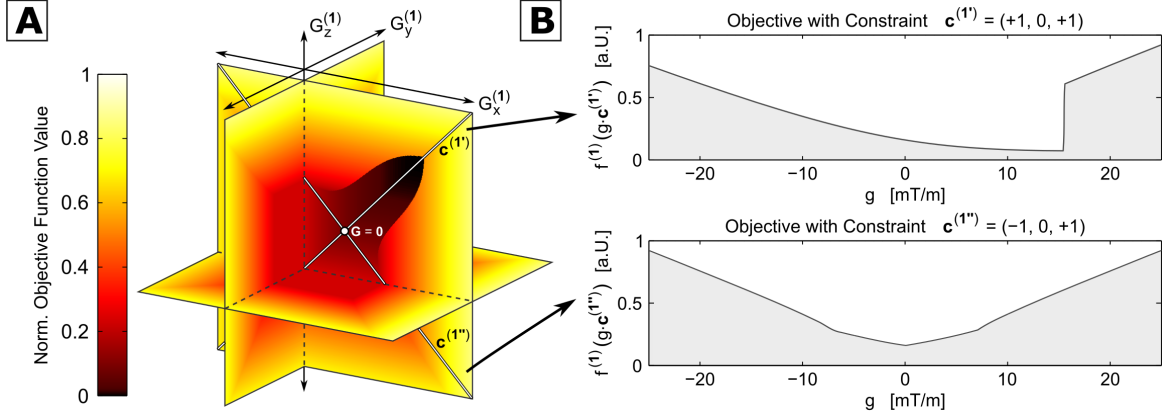 A
B
G_z^(1)
G_y^(1)
G_x^(1)
Norm. Objective Function Value
1
0.8
0.6
0.4
0.2
0
c^(1')
G = 0
c^(1'')
Objective with Constraint c^(1') = (+1, 0, +1)
f^(1)(g·c^(1')) [a.U.]
1
0.5
0
−20 −10 0 10 20
g [mT/m]
Objective with Constraint c^(1'') = (−1, 0, +1)
f^(1)(g·c^(1'')) [a.U.]
1
0.5
0
−20 −10 0 10 20
g [mT/m]